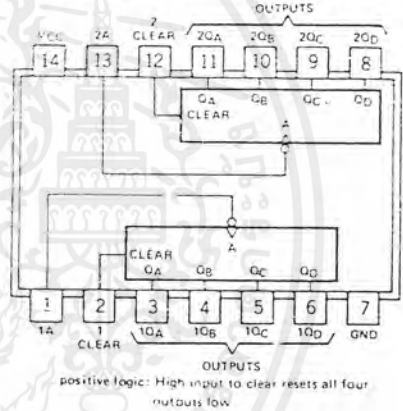 OUTPUTS
VCC 2A 2 CLEAR 2QA 2QB 2QC 2QD
14 13 12 11 10 9 8
QA QB QC QD
CLEAR
A
A
CLEAR
QA QB QC QD
1 2 3 4 5 6 7
1A 1 CLEAR 1QA 1QB 1QC 1QD GND
OUTPUTS
positive logic: High input to clear resets all four
outputs low